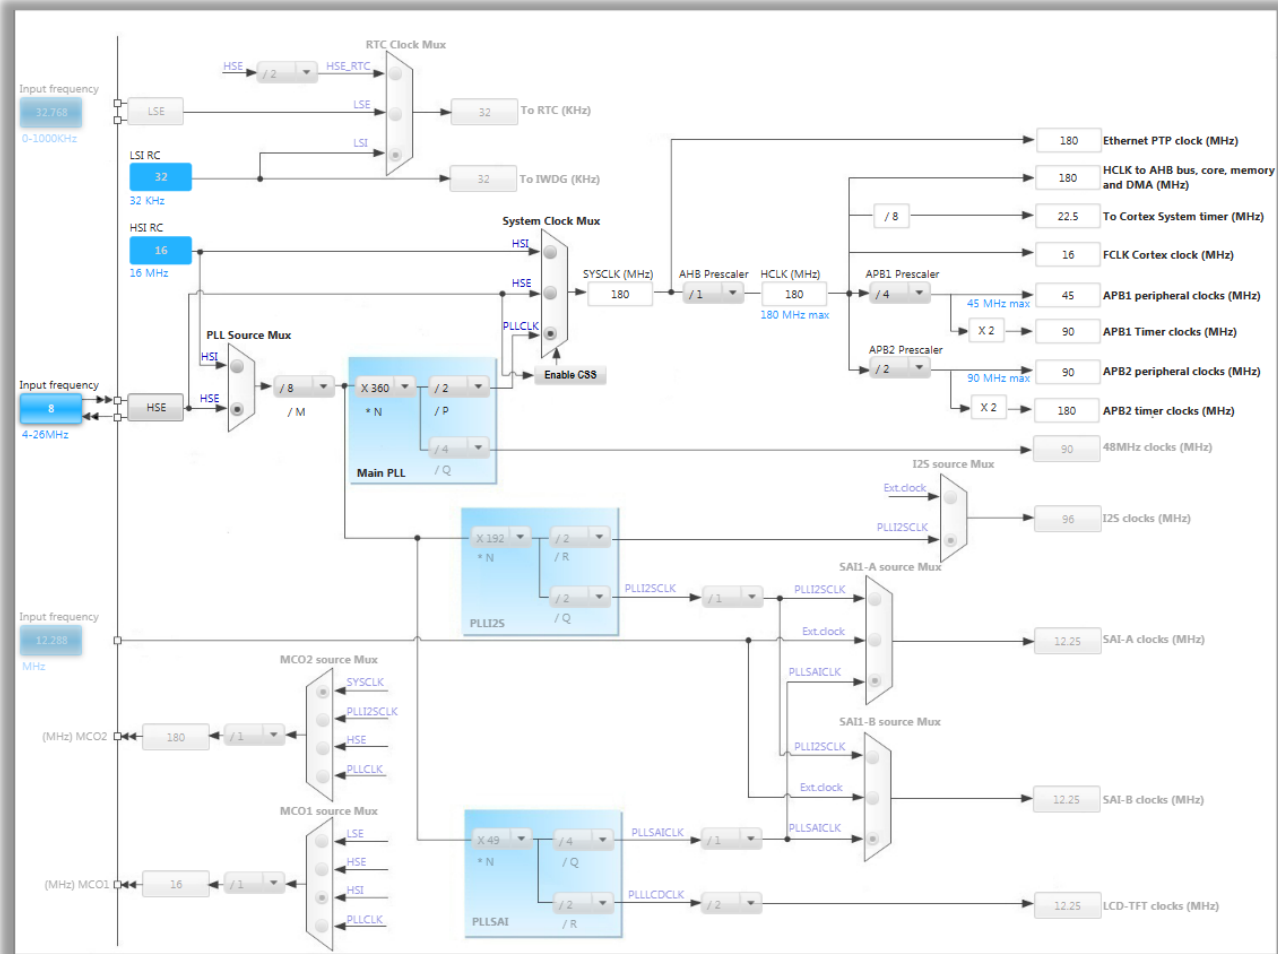 RTC Clock Mux
HSE
/ 2
HSE_RTC
Input frequency
32.768
0-1000KHz
LSE
LSE
32
To RTC (KHz)
LSI
LSI RC
32
32 KHz
32
To IWDG (KHz)
180
Ethernet PTP clock (MHz)
180
HCLK to AHB bus, core, memory
and DMA (MHz)
/ 8
22.5
To Cortex System timer (MHz)
HSI RC
16
16 MHz
System Clock Mux
HSI
16
FCLK Cortex clock (MHz)
HSE
SYSCLK (MHz)
180
AHB Prescaler
/ 1
HCLK (MHz)
180
180 MHz max
APB1 Prescaler
/ 4
45 MHz max
45
APB1 peripheral clocks (MHz)
X 2
90
APB1 Timer clocks (MHz)
PLLCLK
PLL Source Mux
HSI
Enable CSS
APB2 Prescaler
/ 2
90 MHz max
90
APB2 peripheral clocks (MHz)
X 2
180
APB2 timer clocks (MHz)
Input frequency
8
4-26MHz
HSE
HSE
/ 8
/ M
X 360
* N
/ 2
/ P
/ 4
/ Q
Main PLL
90
48MHz clocks (MHz)
I2S source Mux
Ext.clock
PLLI2SCLK
96
I2S clocks (MHz)
X 192
* N
/ 2
/ R
/ 2
/ Q
PLLI2S
PLLI2SCLK
/ 1
SAI1-A source Mux
PLLI2SCLK
Ext.clock
PLLSAICLK
12.25
SAI-A clocks (MHz)
Input frequency
12.288
MHz
MCO2 source Mux
SYSCLK
PLLI2SCLK
HSE
PLLCLK
(MHz) MCO2
180
/ 1
SAI1-B source Mux
PLLI2SCLK
Ext.clock
PLLSAICLK
12.25
SAI-B clocks (MHz)
MCO1 source Mux
LSE
HSE
HSI
PLLCLK
(MHz) MCO1
16
/ 1
X 49
* N
/ 4
/ Q
/ 2
/ R
PLLSAI
PLLSAICLK
/ 1
PLLLCDCLK
/ 2
12.25
LCD-TFT clocks (MHz)